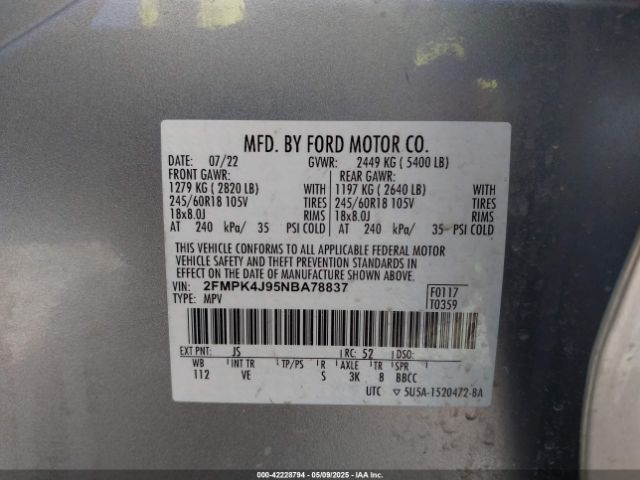 MFD. BY FORD MOTOR CO.
DATE: 07/22 GVWR: 2449 KG ( 5400 LB)
FRONT GAWR: REAR GAWR:
1279 KG ( 2820 LB) WITH 1197 KG ( 2640 LB) WITH
245/60R18 105V TIRES 245/60R18 105V TIRES
18x8.0J RIMS 18x8.0J RIMS
AT 240 kPa/ 35 PSI COLD AT 240 kPa/ 35 PSI COLD
THIS VEHICLE CONFORMS TO ALL APPLICABLE FEDERAL MOTOR
VEHICLE SAFETY AND THEFT PREVENTION STANDARDS IN
EFFECT ON THE DATE OF MANUFACTURE SHOWN ABOVE.
VIN: 2FMPK4J95NBA78837 F0117
TYPE: MPV T0359
EXT PNT: JS RC: 52 DSO:
WB INT TR TP/PS R AXLE TR SPR
112 VE S 3K 8 BBCC
UTC 5U5A-1520472-BA
000-42228794 - 05/09/2025 - IAA Inc.